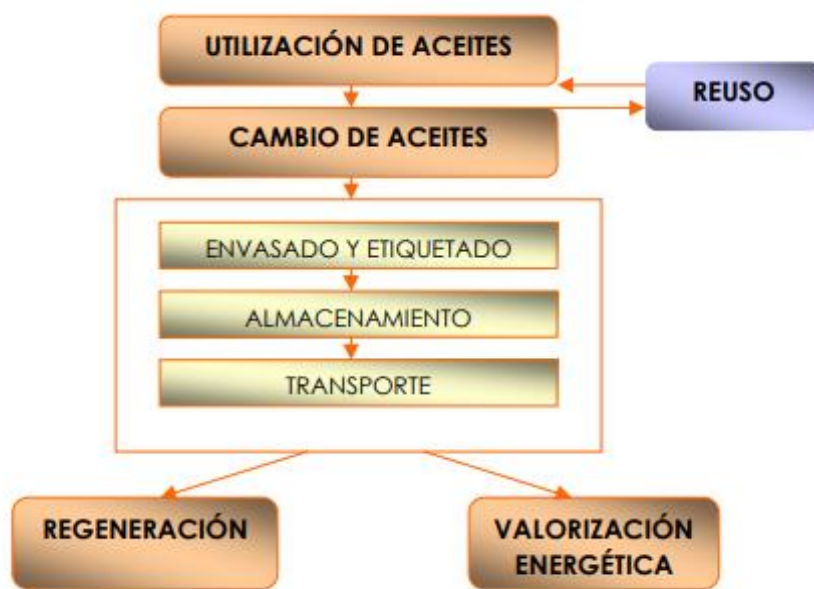 UTILIZACIÓN DE ACEITES
REUSO
CAMBIO DE ACEITES
ENVASADO Y ETIQUETADO
ALMACENAMIENTO
TRANSPORTE
REGENERACIÓN
VALORIZACIÓN
ENERGÉTICA